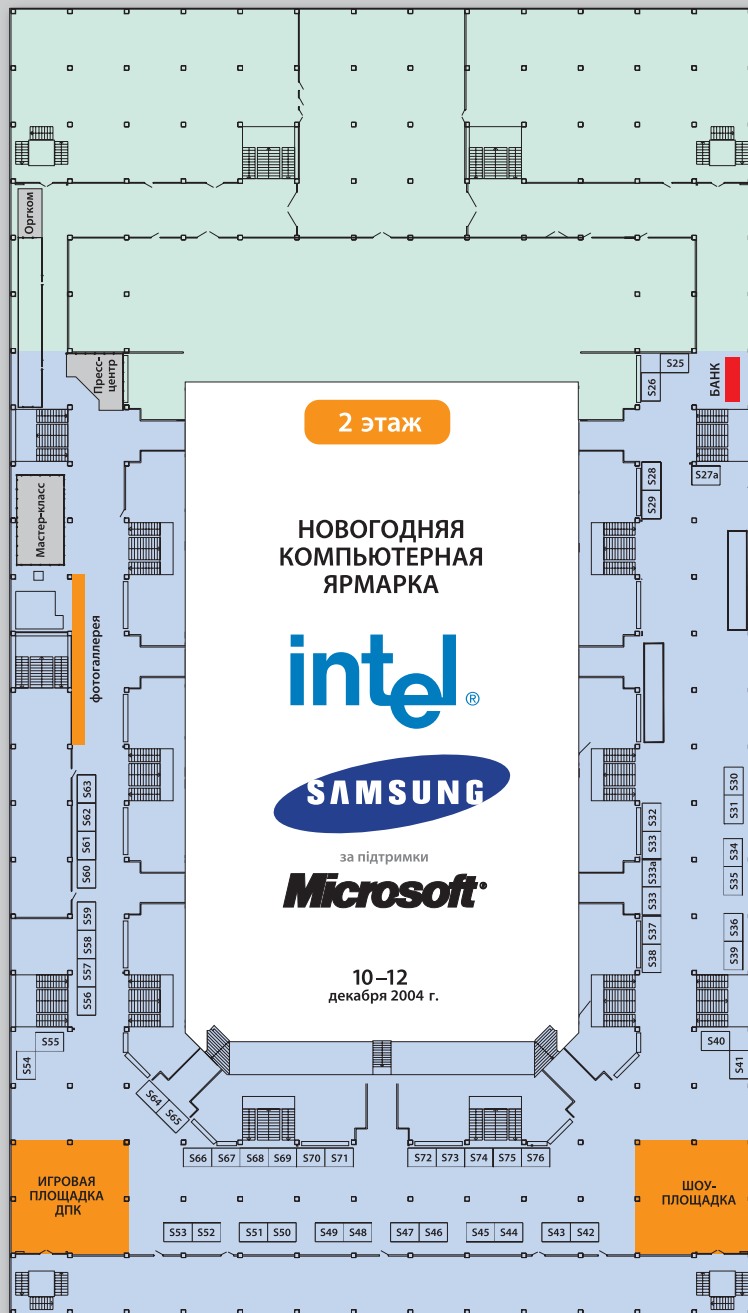 Оргком
Пресс-
центр
S25
S26
БАНК
2 этаж
S28
S27a
S29
Мастер-класс
НОВОГОДНЯЯ
КОМПЬЮТЕРНАЯ
ЯРМАРКА
фотогаллерея
intel®
SAMSUNG
за підтримки
Microsoft®
10–12
декабря 2004 г.
S63
S62
S61
S60
S59
S58
S57
S56
S55
S54
S30
S31
S32
S33
S33a
S33
S34
S35
S37
S38
S36
S39
S40
S41
S64
S65
S66 S67 S68 S69 S70 S71
S72 S73 S74 S75 S76
ИГРОВАЯ
ПЛОЩАДКА
ДПК
ШОУ-
ПЛОЩАДКА
S53 S52 S51 S50 S49 S48 S47 S46 S45 S44 S43 S42